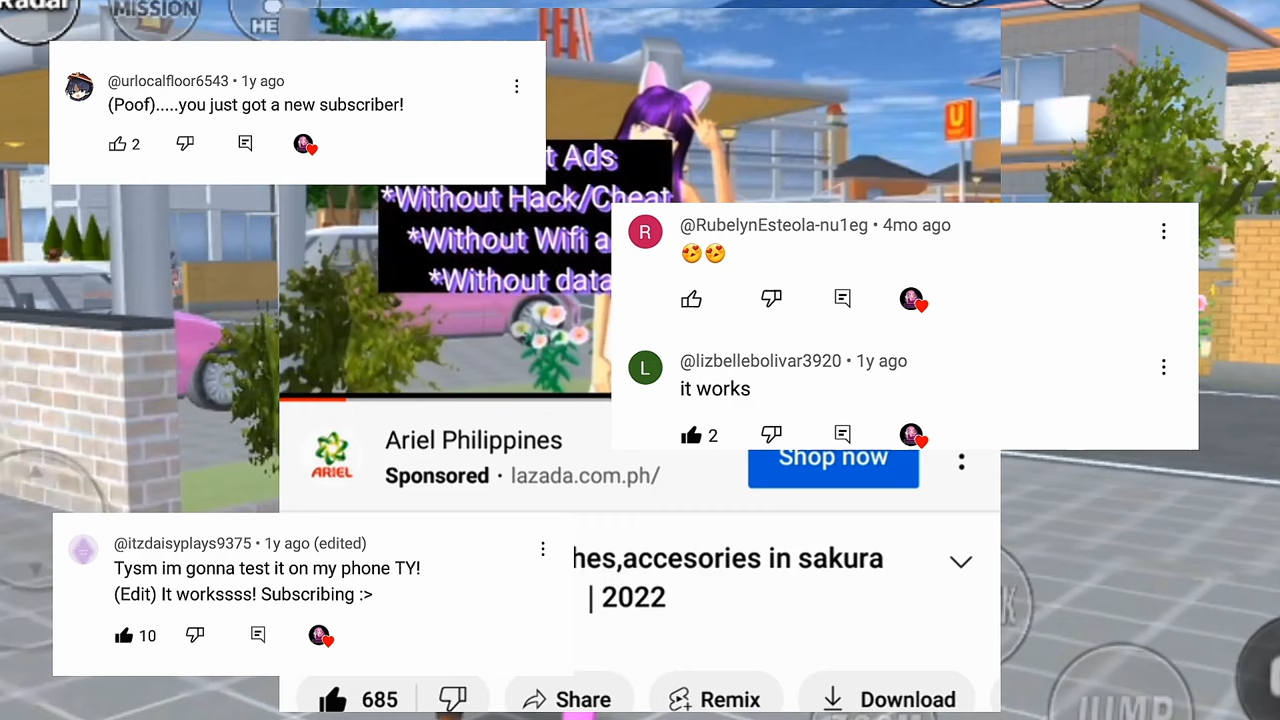 Radar
MISSION
HE
@urlocalfloor6543 • 1y ago
(Poof).....you just got a new subscriber!
2
U
t Ads
*Without Hack/Cheat
*Without Wifi a
*Without data
@RubelynEsteola-nu1eg • 4mo ago
R
😍😍
@lizbellebolivar3920 • 1y ago
L
it works
2
Ariel Philippines
ARIEL
Sponsored · lazada.com.ph/
Shop now
@itzdaisyplays9375 • 1y ago (edited)
Tysm im gonna test it on my phone TY!
(Edit) It workssss! Subscribing :>
10
hes,accesories in sakura
| 2022
685
Share
Remix
Download
JUMP